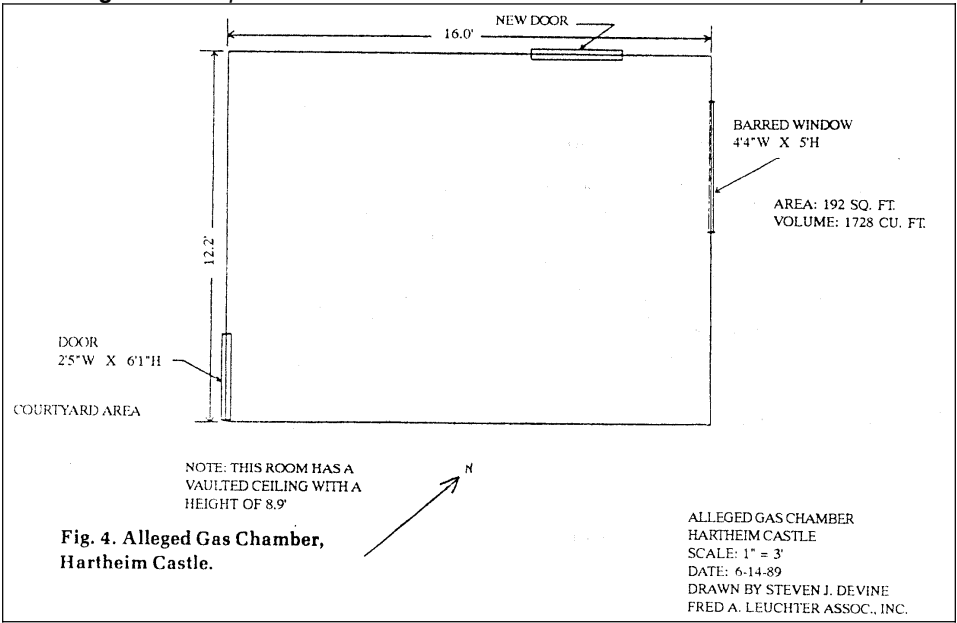 NEW DOOR
16.0'
BARRED WINDOW
4'4"W X 5'H
AREA: 192 SQ. FT.
VOLUME: 1728 CU. FT.
12.2'
DOOR
2'5"W X 6'1"H
COURTYARD AREA
NOTE: THIS ROOM HAS A
VAULTED CEILING WITH A
HEIGHT OF 8.9'
N
Fig. 4. Alleged Gas Chamber,
Hartheim Castle.
ALLEGED GAS CHAMBER
HARTHEIM CASTLE
SCALE: 1" = 3'
DATE: 6-14-89
DRAWN BY STEVEN J. DEVINE
FRED A. LEUCHTER ASSOC., INC.